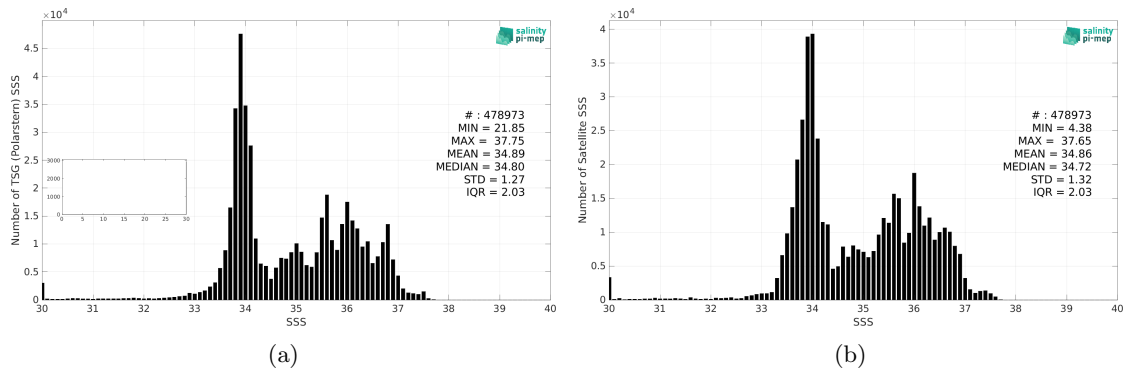 ×10⁴
salinity
pi-mep
Number of TSG (Polarstern) SSS
4.5
4
3.5
3
2.5
2
1.5
1
0.5
0
# : 478973
MIN = 21.85
MAX = 37.75
MEAN = 34.89
MEDIAN = 34.80
STD = 1.27
IQR = 2.03
3000
2000
1000
0
0 5 10 15 20 25 30
30 31 32 33 34 35 36 37 38 39 40
SSS
(a)
×10⁴
salinity
pi-mep
Number of Satellite SSS
4
3.5
3
2.5
2
1.5
1
0.5
0
# : 478973
MIN = 4.38
MAX = 37.65
MEAN = 34.86
MEDIAN = 34.72
STD = 1.32
IQR = 2.03
30 31 32 33 34 35 36 37 38 39 40
SSS
(b)